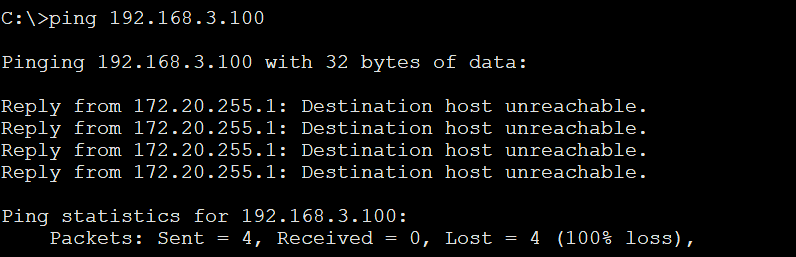 C:\>ping 192.168.3.100
Pinging 192.168.3.100 with 32 bytes of data:
Reply from 172.20.255.1: Destination host unreachable.
Reply from 172.20.255.1: Destination host unreachable.
Reply from 172.20.255.1: Destination host unreachable.
Reply from 172.20.255.1: Destination host unreachable.
Ping statistics for 192.168.3.100:
    Packets: Sent = 4, Received = 0, Lost = 4 (100% loss),